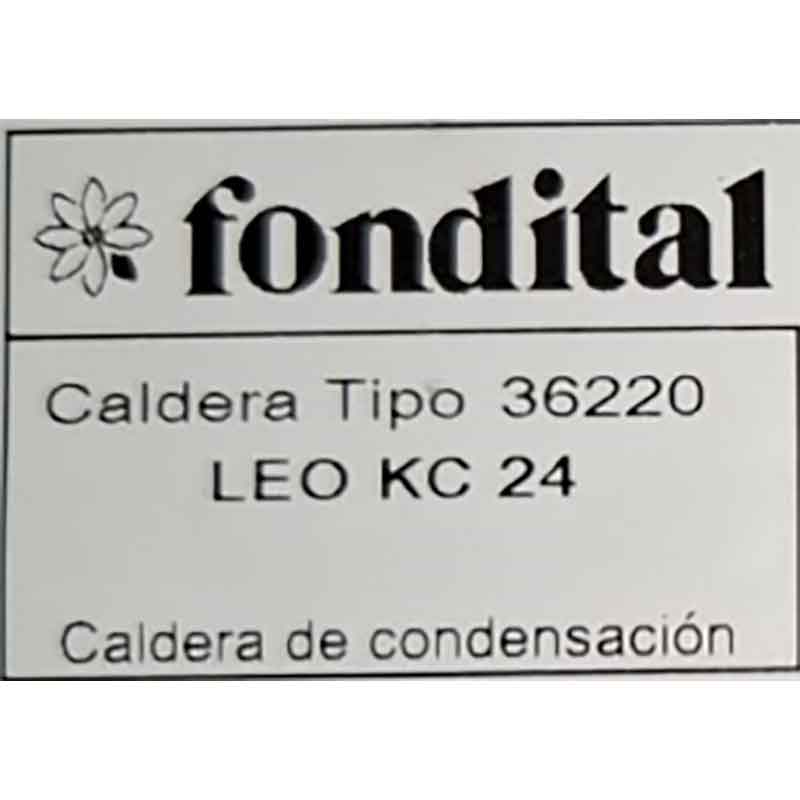 fondital
Caldera Tipo 36220
LEO KC 24
Caldera de condensación